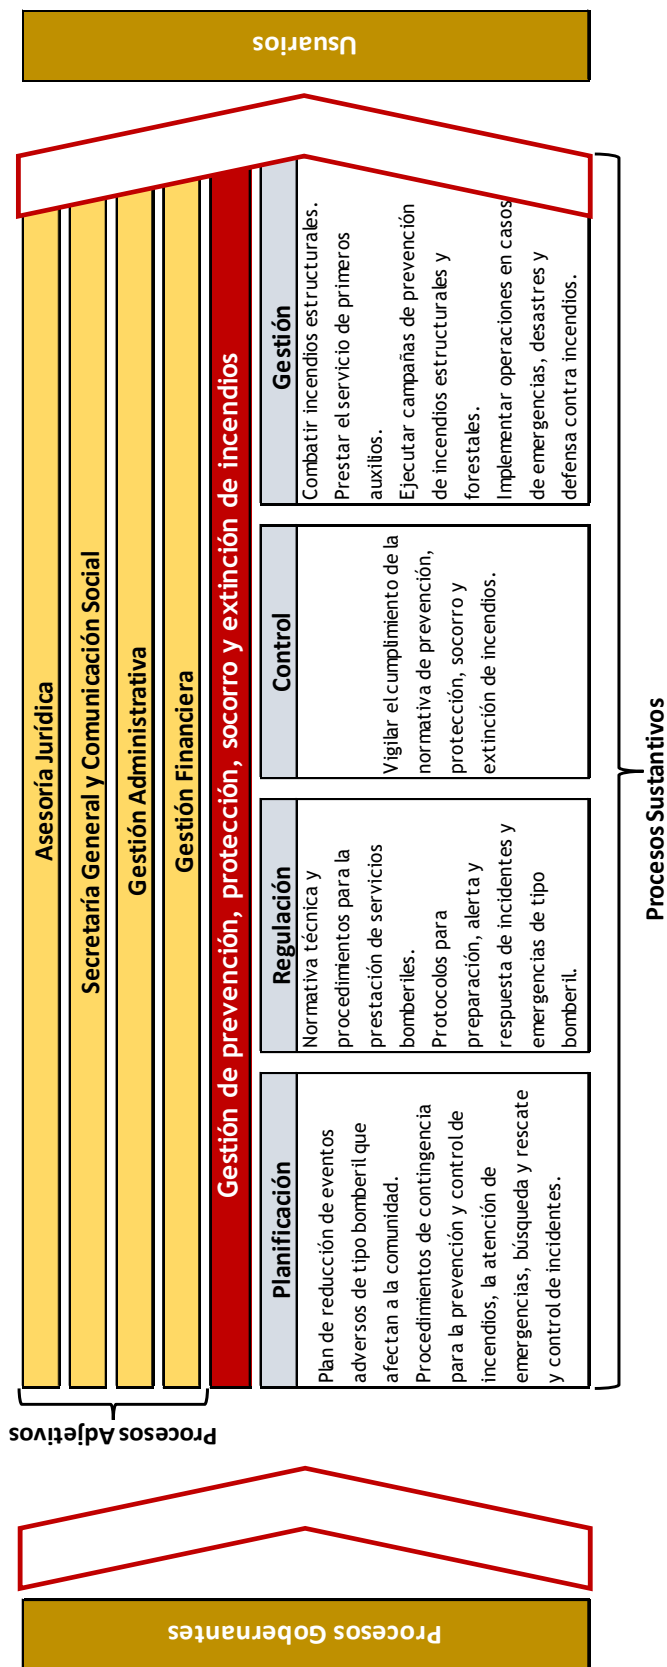 Procesos Gobernantes
Procesos Adjetivos
Asesoría Jurídica
Secretaría General y Comunicación Social
Gestión Administrativa
Gestión Financiera
Gestión de prevención, protección, socorro y extinción de incendios
Planificación
Plan de reducción de eventos
adversos de tipo bomberil que
afectan a la comunidad.
Procedimientos de contingencia
para la prevención y control de
incendios, la atención de
emergencias, búsqueda y rescate
y control de incidentes.
Regulación
Normativa técnica y
procedimientos para la
prestación de servicios
bomberiles.
Protocolos para
preparación, alerta y
respuesta de incidentes y
emergencias de tipo
bomberil.
Control
Vigilar el cumplimiento de la
normativa de prevención,
protección, socorro y
extinción de incendios.
Gestión
Combatir incendios estructurales.
Prestar el servicio de primeros
auxilios.
Ejecutar campañas de prevención
de incendios estructurales y
forestales.
Implementar operaciones en casos
de emergencias, desastres y
defensa contra incendios.
Procesos Sustantivos
Usuarios